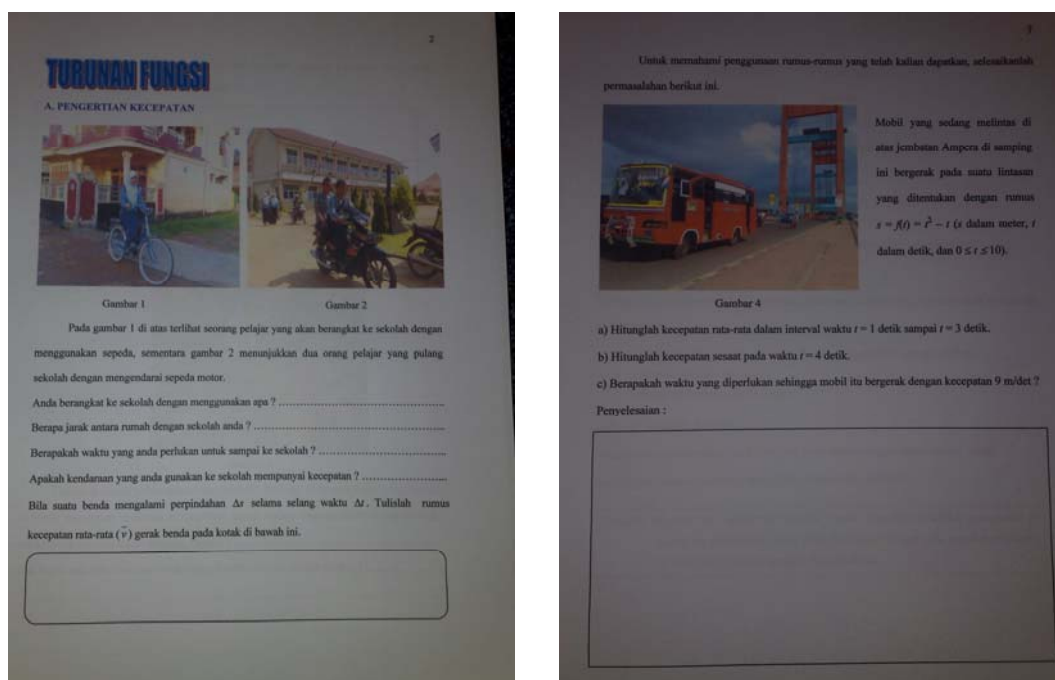 2
TURUNAN FUNGSI
A. PENGERTIAN KECEPATAN
Gambar 1
Gambar 2
Pada gambar 1 di atas terlihat seorang pelajar yang akan berangkat ke sekolah dengan
menggunakan sepeda, sementara gambar 2 menunjukkan dua orang pelajar yang pulang
sekolah dengan mengendarai sepeda motor.
Anda berangkat ke sekolah dengan menggunakan apa ?
Berapa jarak antara rumah dengan sekolah anda ?
Berapakah waktu yang anda perlukan untuk sampai ke sekolah ?
Apakah kendaraan yang anda gunakan ke sekolah mempunyai kecepatan ?
Bila suatu benda mengalami perpindahan Δs selama selang waktu Δt. Tulislah rumus
kecepatan rata-rata (v̄) gerak benda pada kotak di bawah ini.
Untuk memahami penggunaan rumus-rumus yang telah kalian dapatkan, selesaikanlah
permasalahan berikut ini.
Mobil yang sedang melintas di
atas jembatan Ampera di samping
ini bergerak pada suatu lintasan
yang ditentukan dengan rumus
s = f(t) = t² – t (s dalam meter, t
dalam detik, dan 0 ≤ t ≤ 10).
Gambar 4
a) Hitunglah kecepatan rata-rata dalam interval waktu t = 1 detik sampai t = 3 detik.
b) Hitunglah kecepatan sesaat pada waktu t = 4 detik.
c) Berapakah waktu yang diperlukan sehingga mobil itu bergerak dengan kecepatan 9 m/det ?
Penyelesaian :